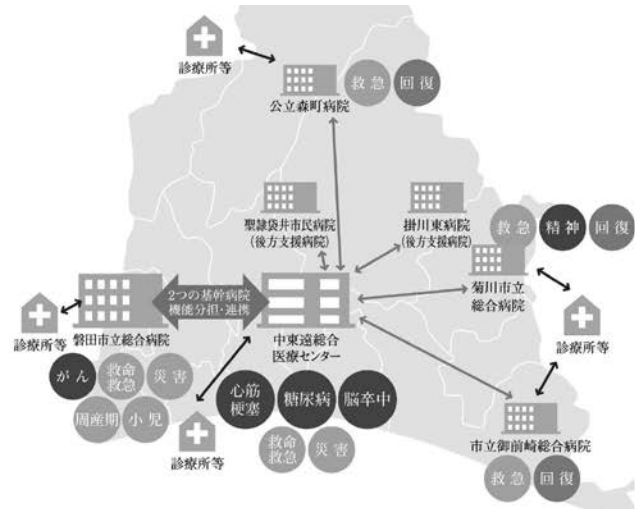 診療所等
救急
回復
公立森町病院
聖隷袋井市民病院
(後方支援病院)
掛川東病院
(後方支援病院)
救急
精神
回復
菊川市立
総合病院
2つの基幹病院
機能分担・連携
磐田市立総合病院
中東遠総合
医療センター
診療所等
診療所等
がん
救命
救急
災害
周産期
小児
心筋
梗塞
糖尿病
脳卒中
救命
救急
災害
診療所等
市立御前崎総合病院
救急
回復